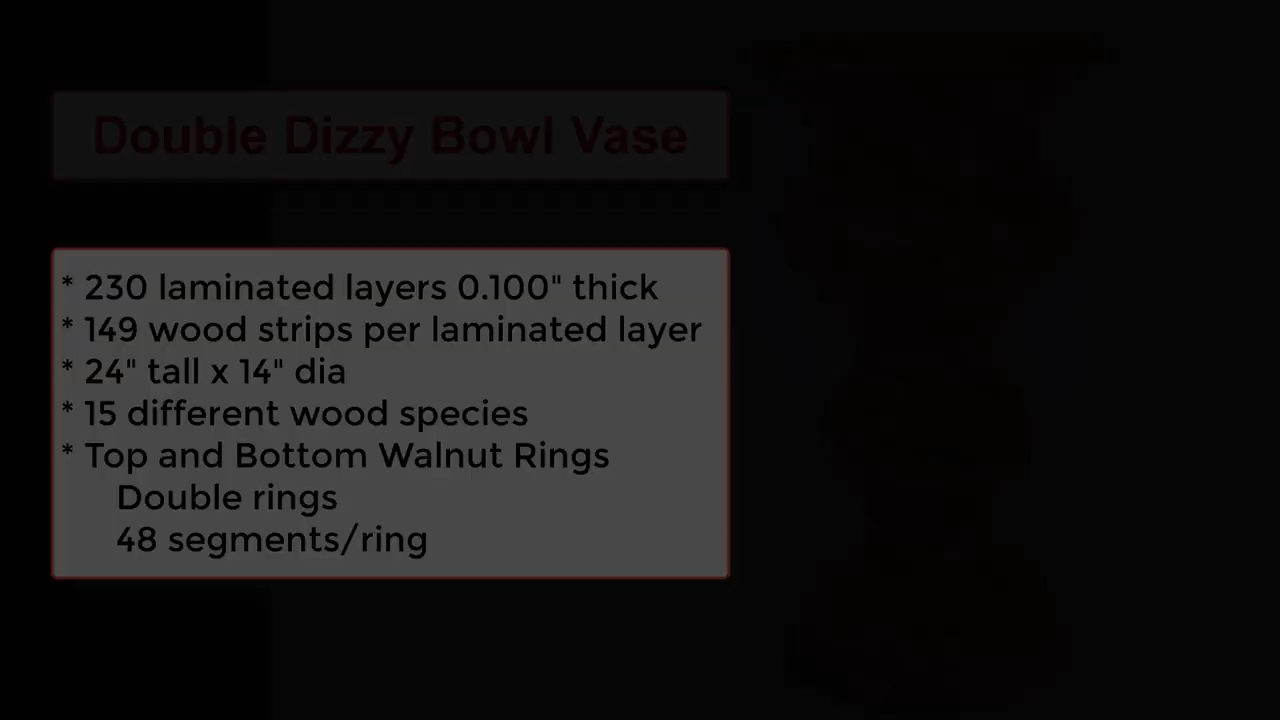 Double Dizzy Bowl Vase
* 230 laminated layers 0.100" thick
* 149 wood strips per laminated layer
* 24" tall x 14" dia
* 15 different wood species
* Top and Bottom Walnut Rings
Double rings
48 segments/ring